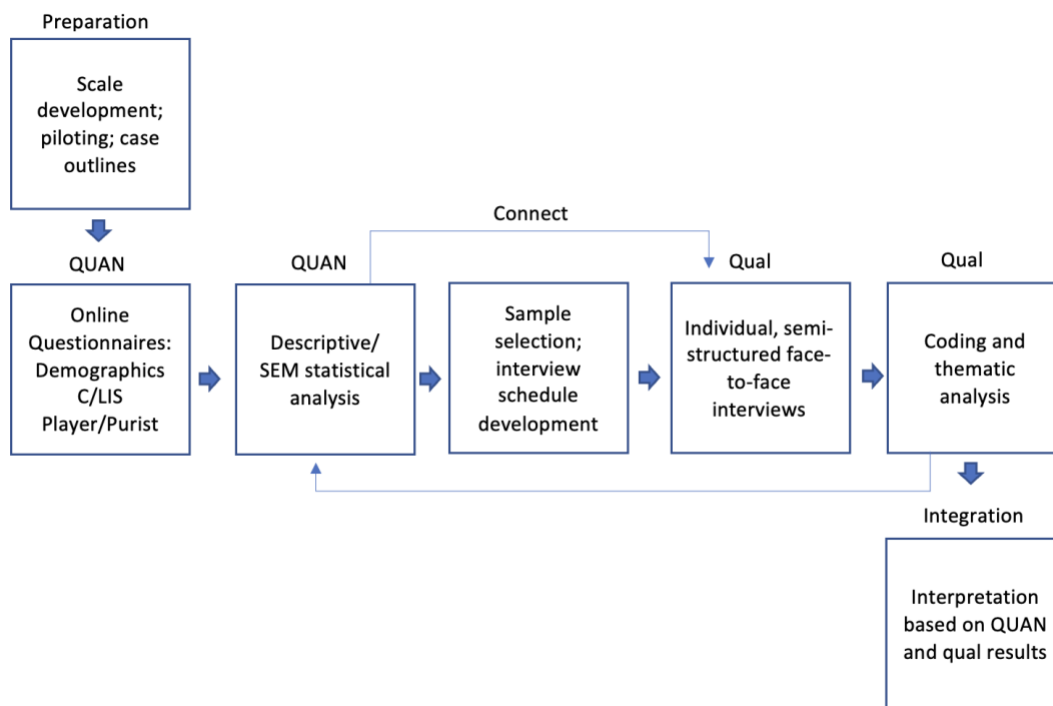 Preparation
Scale
development;
piloting; case
outlines
Connect
QUAN
Online
Questionnaires:
Demographics
C/LIS
Player/Purist
QUAN
Descriptive/
SEM statistical
analysis
Sample
selection;
interview
schedule
development
Qual
Individual, semi-
structured face-
to-face
interviews
Qual
Coding and
thematic
analysis
Integration
Interpretation
based on QUAN
and qual results